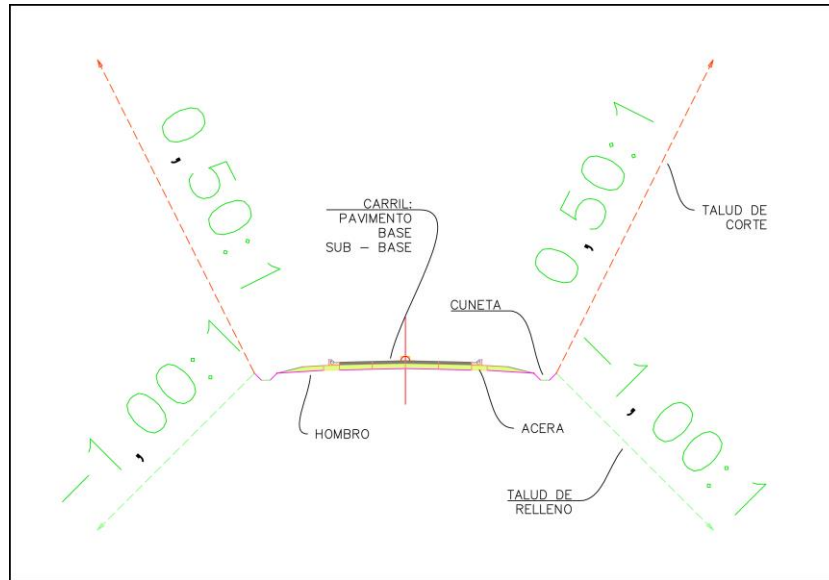 0,50:1
0,50:1
CARRIL:
PAVIMENTO
BASE
SUB - BASE
TALUD DE
CORTE
CUNETA
-1,00:1
-1,00:1
HOMBRO
ACERA
TALUD DE
RELLENO